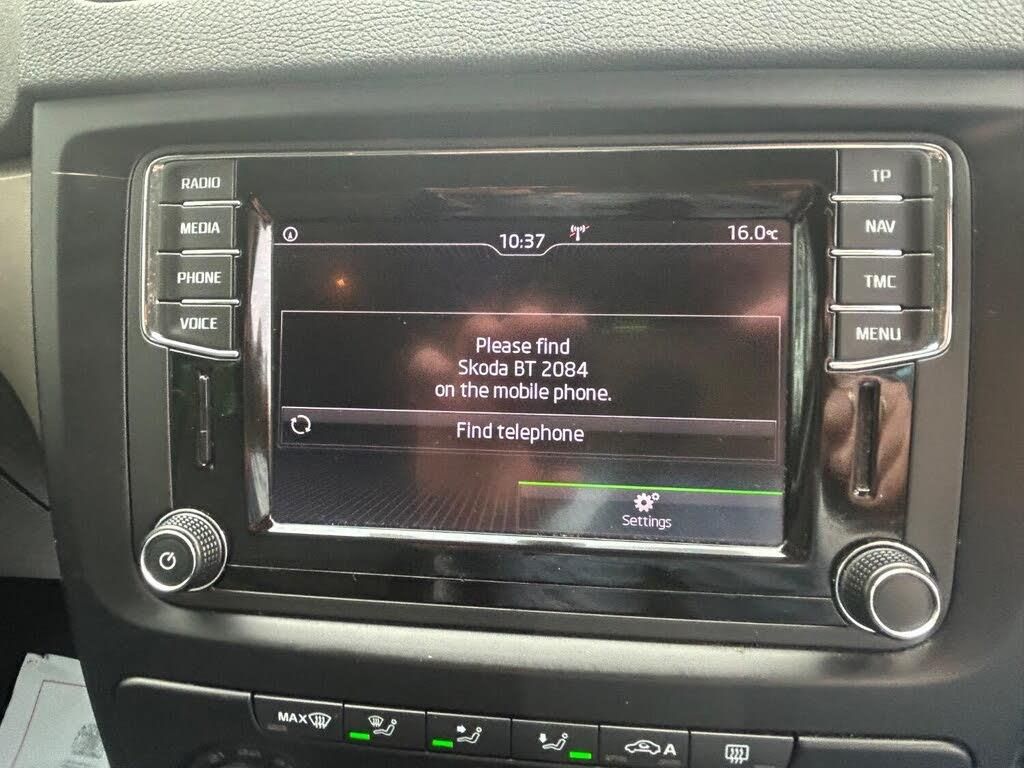 RADIO
MEDIA
PHONE
VOICE
TP
NAV
TMC
MENU
10:37
16.0°C
Please find
Skoda BT 2084
on the mobile phone.
Find telephone
Settings
MAX
A